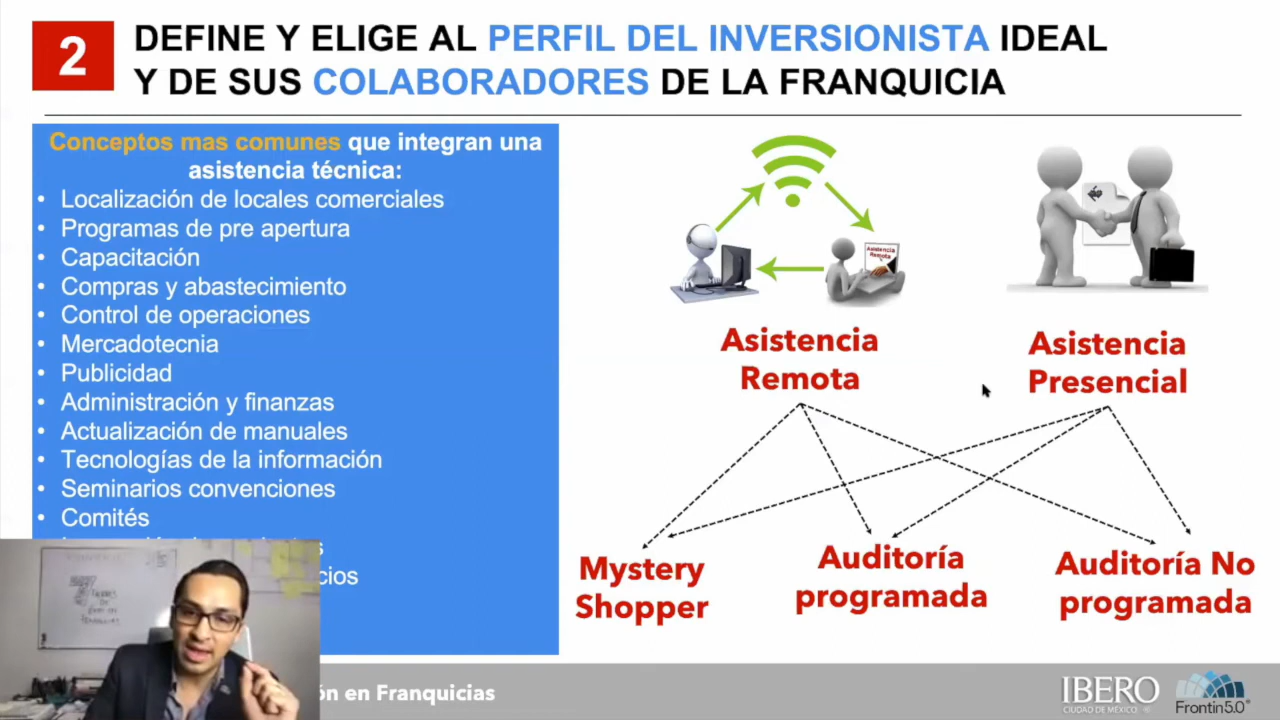 2
DEFINE Y ELIGE AL PERFIL DEL INVERSIONISTA IDEAL
Y DE SUS COLABORADORES DE LA FRANQUICIA
Conceptos mas comunes que integran una
asistencia técnica:
• Localización de locales comerciales
• Programas de pre apertura
• Capacitación
• Compras y abastecimiento
• Control de operaciones
• Mercadotecnia
• Publicidad
• Administración y finanzas
• Actualización de manuales
• Tecnologías de la información
• Seminarios convenciones
• Comités
cios
Asistencia
Remota
Asistencia
Remota
Asistencia
Presencial
Mystery
Shopper
Auditoría
programada
Auditoría No
programada
ón en Franquicias
IBERO
CIUDAD DE MÉXICO
Frontin5.0